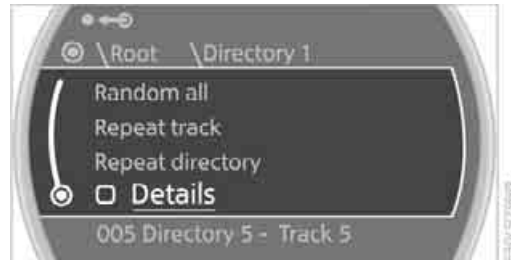 \Root \Directory 1
Random all
Repeat track
Repeat directory
Details
005 Directory 5 - Track 5